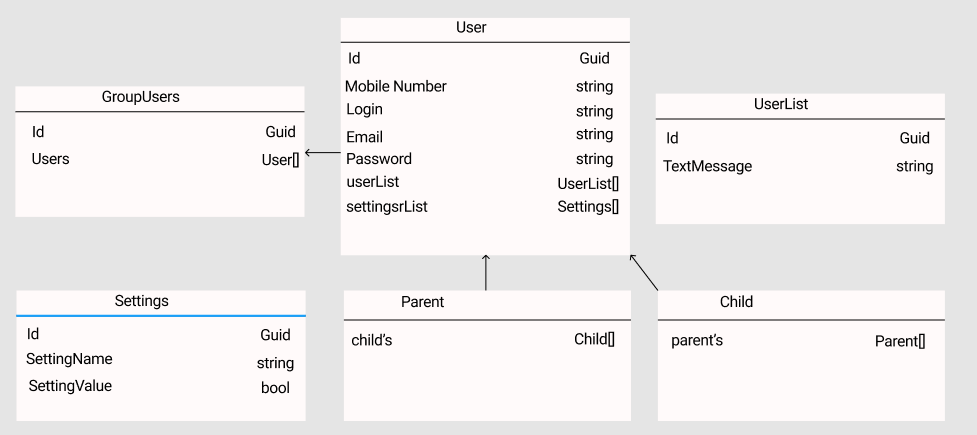 User
Id Guid
Mobile Number string
Login string
Email string
Password string
userList UserList[]
settingsrList Settings[]
GroupUsers
Id Guid
Users User[]
UserList
Id Guid
TextMessage string
Settings
Id Guid
SettingName string
SettingValue bool
Parent
child’s Child[]
Child
parent’s Parent[]